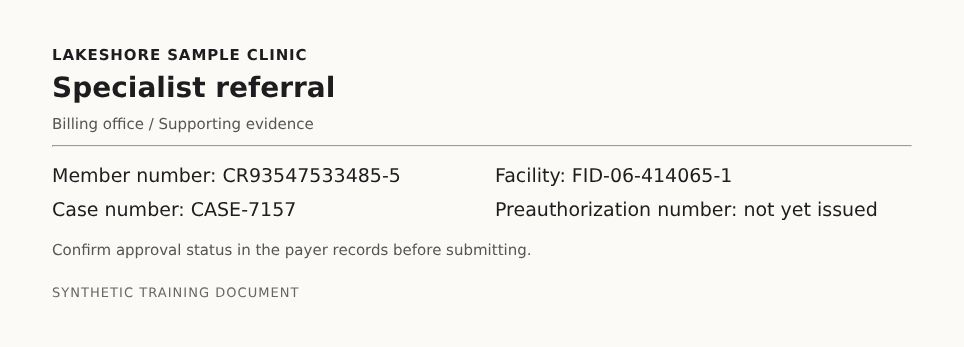 LAKESHORE SAMPLE CLINIC
Specialist referral
Billing office / Supporting evidence
Member number: CR93547533485-5
Facility: FID-06-414065-1
Case number: CASE-7157
Preauthorization number: not yet issued
Confirm approval status in the payer records before submitting.
SYNTHETIC TRAINING DOCUMENT